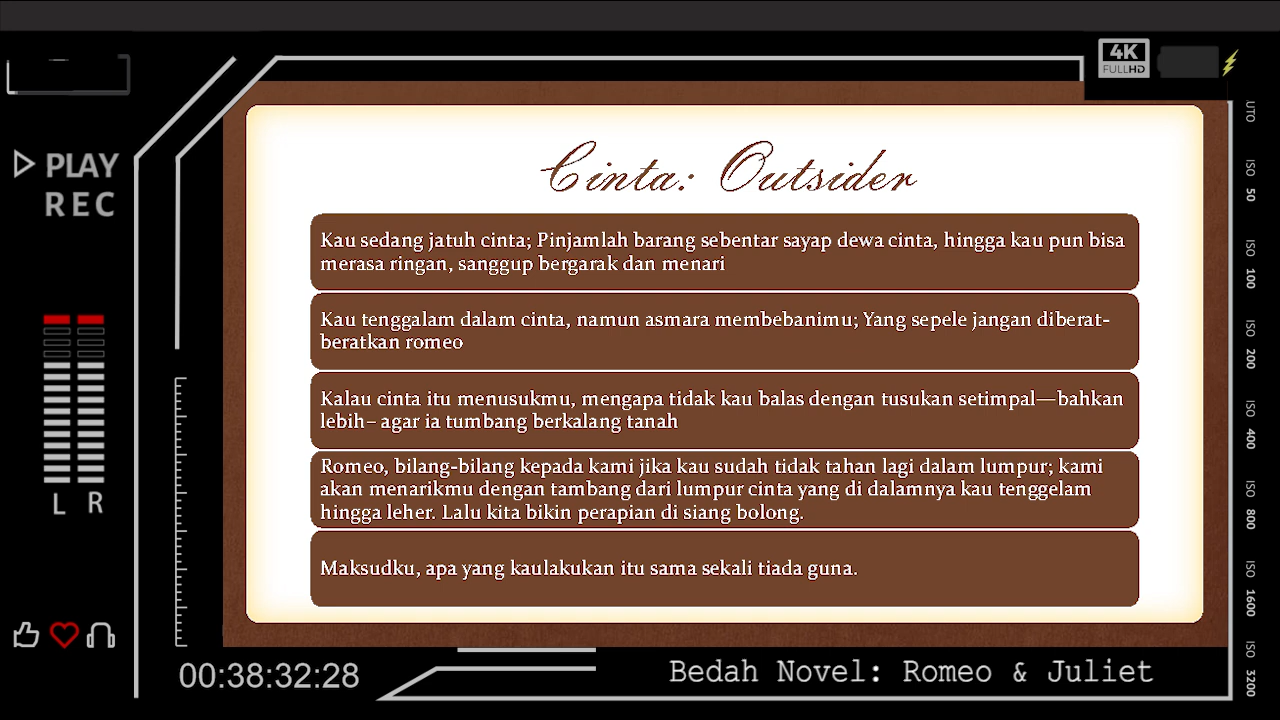 4K
FULLHD
PLAY
REC
Cinta: Outsider
Kau sedang jatuh cinta; Pinjamlah barang sebentar sayap dewa cinta, hingga kau pun bisa
merasa ringan, sanggup bergarak dan menari
Kau tenggalam dalam cinta, namun asmara membebanimu; Yang sepele jangan diberat-
beratkan romeo
Kalau cinta itu menusukmu, mengapa tidak kau balas dengan tusukan setimpal—bahkan
lebih– agar ia tumbang berkalang tanah
Romeo, bilang-bilang kepada kami jika kau sudah tidak tahan lagi dalam lumpur; kami
akan menarikmu dengan tambang dari lumpur cinta yang di dalamnya kau tenggelam
hingga leher. Lalu kita bikin perapian di siang bolong.
Maksudku, apa yang kaulakukan itu sama sekali tiada guna.
L R
00:38:32:28
Bedah Novel: Romeo & Juliet
UTO
ISO 50
ISO 100
ISO 200
ISO 400
ISO 800
ISO 1600
ISO 3200